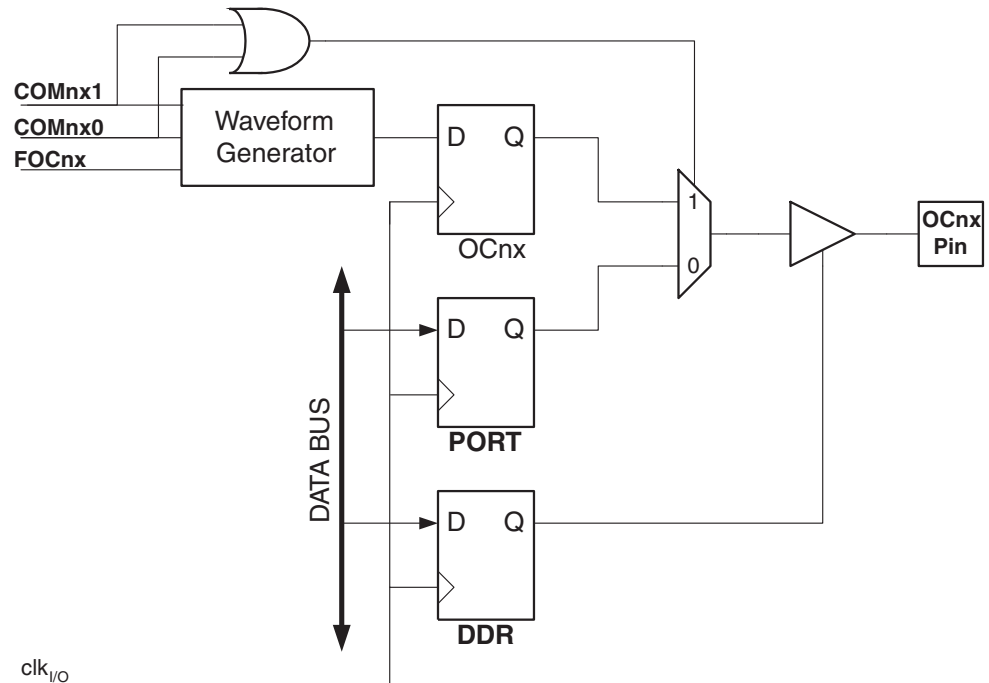 COMnx1
COMnx0
FOCnx
Waveform
Generator
D Q
OCnx
1
0
OCnx
Pin
D Q
PORT
DATA BUS
D Q
DDR
clkI/O